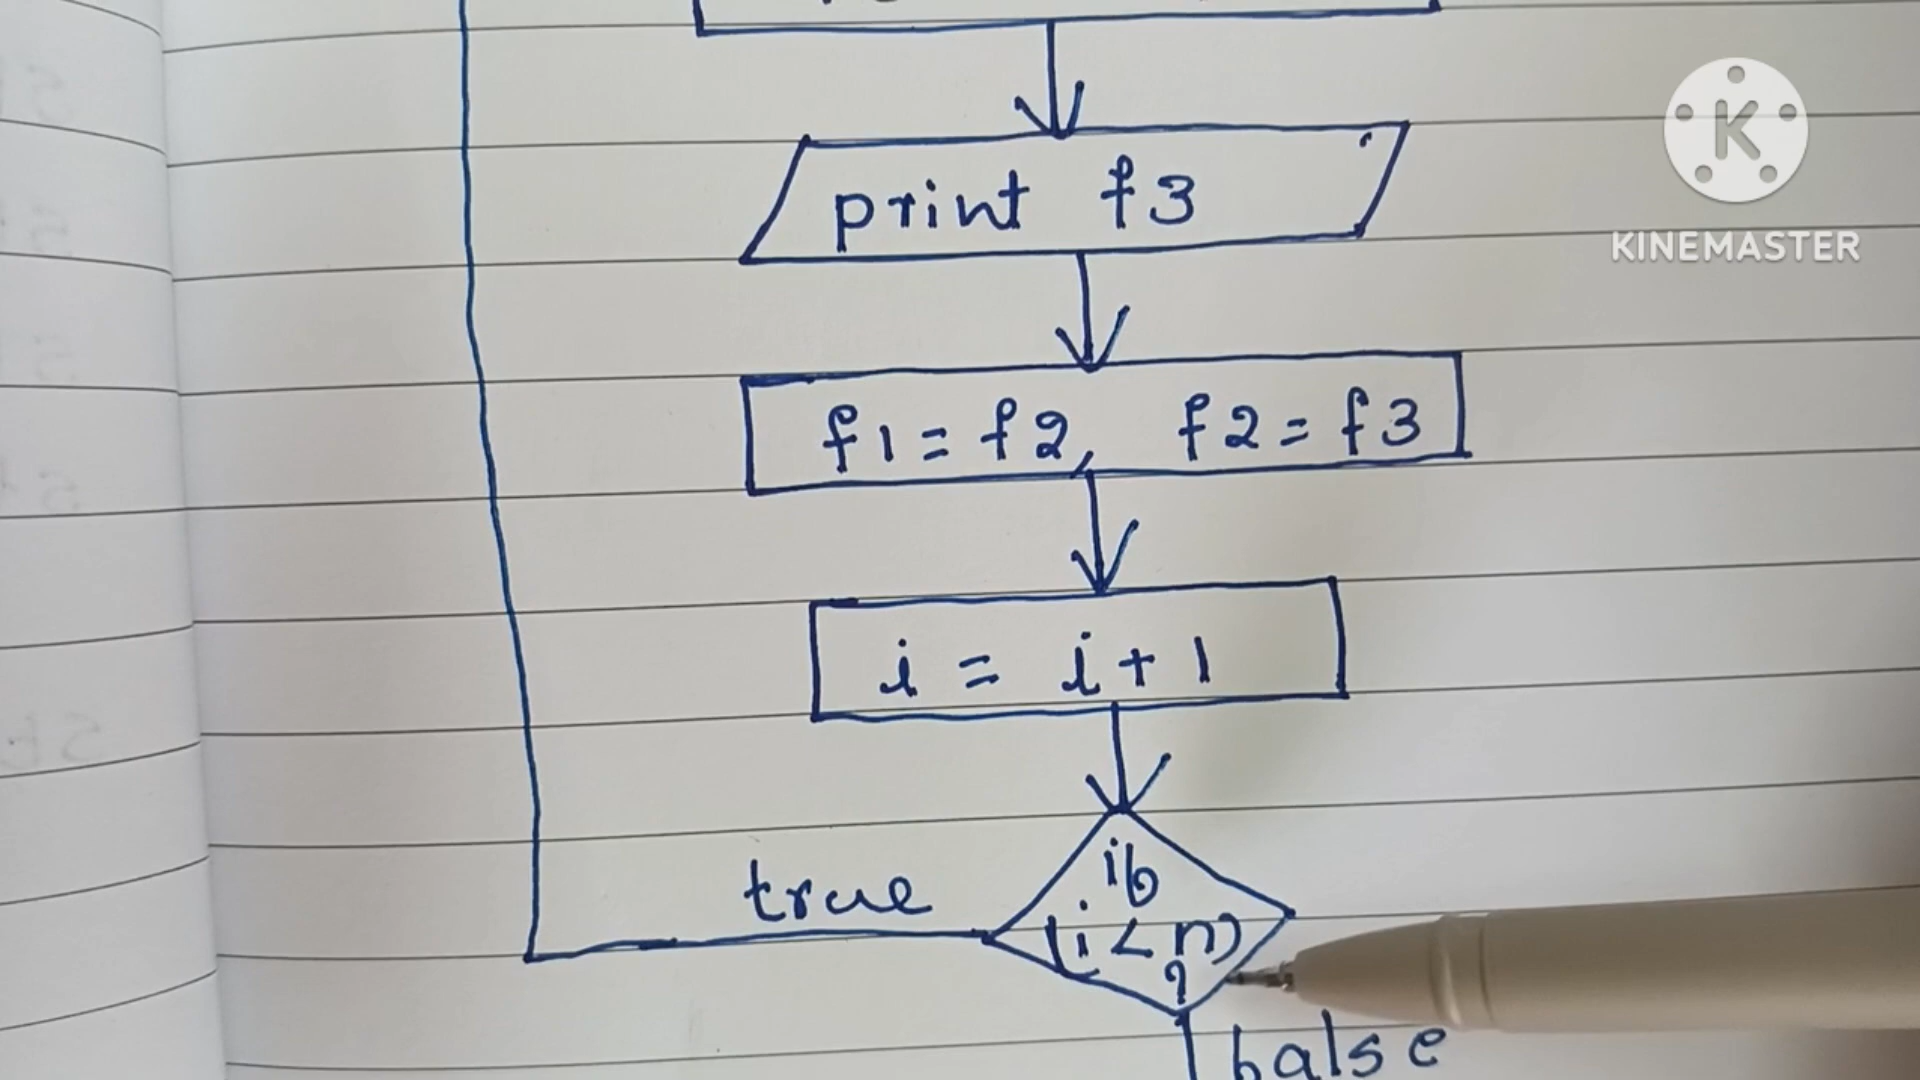 print f3
KINEMASTER
f1 = f2, f2 = f3
i = i + 1
if
true
(i < n)
?
false